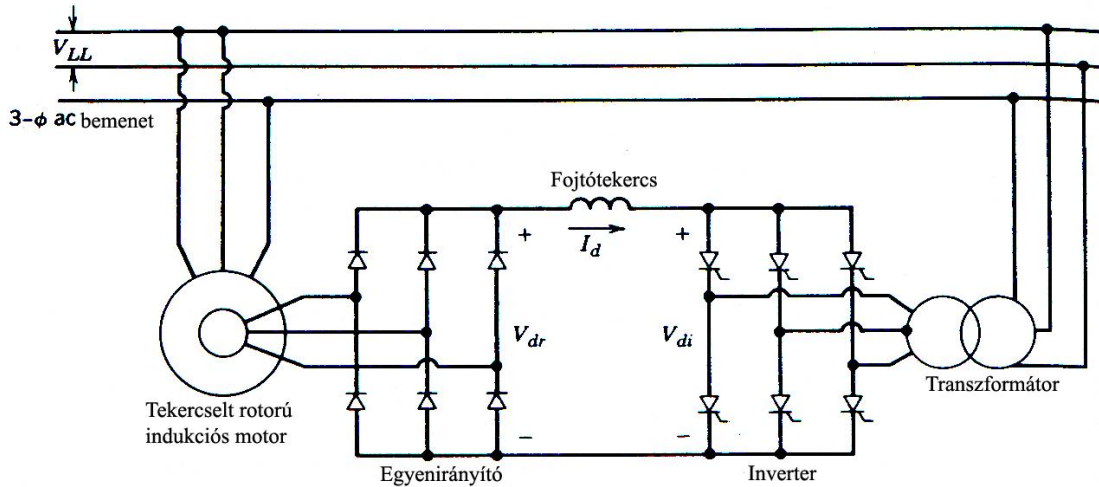 V_LL
3-ϕ ac bemenet
Fojtótekercs
+
I_d
+
V_dr
V_di
Transzformátor
Tekercselt rotorú
indukciós motor
−
−
Egyenirányító
Inverter